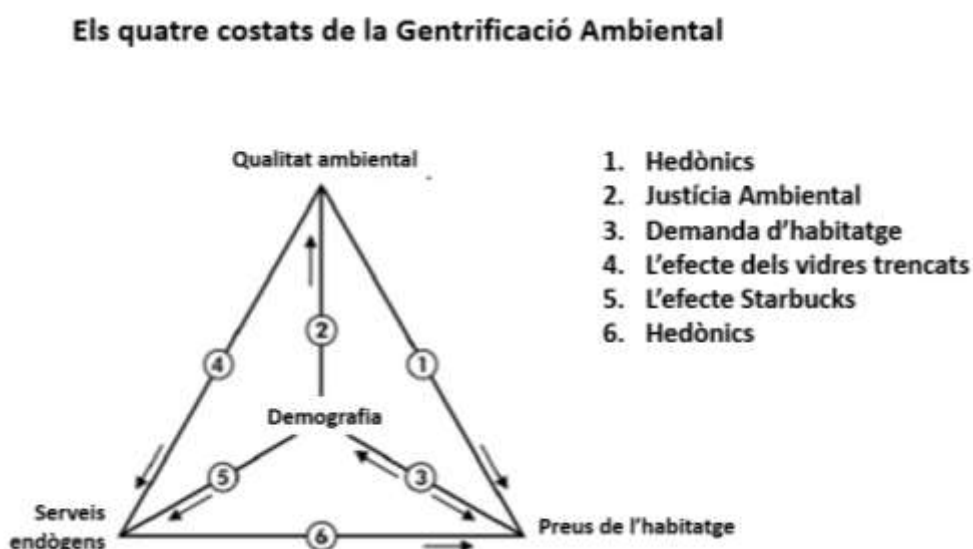 Els quatre costats de la Gentrificació Ambiental
Qualitat ambiental
1. Hedònics
2. Justícia Ambiental
3. Demanda d'habitatge
4. L'efecte dels vidres trencats
5. L'efecte Starbucks
6. Hedònics
2
4
1
Demografia
5
3
Serveis
endògens
6
Preus de l'habitatge